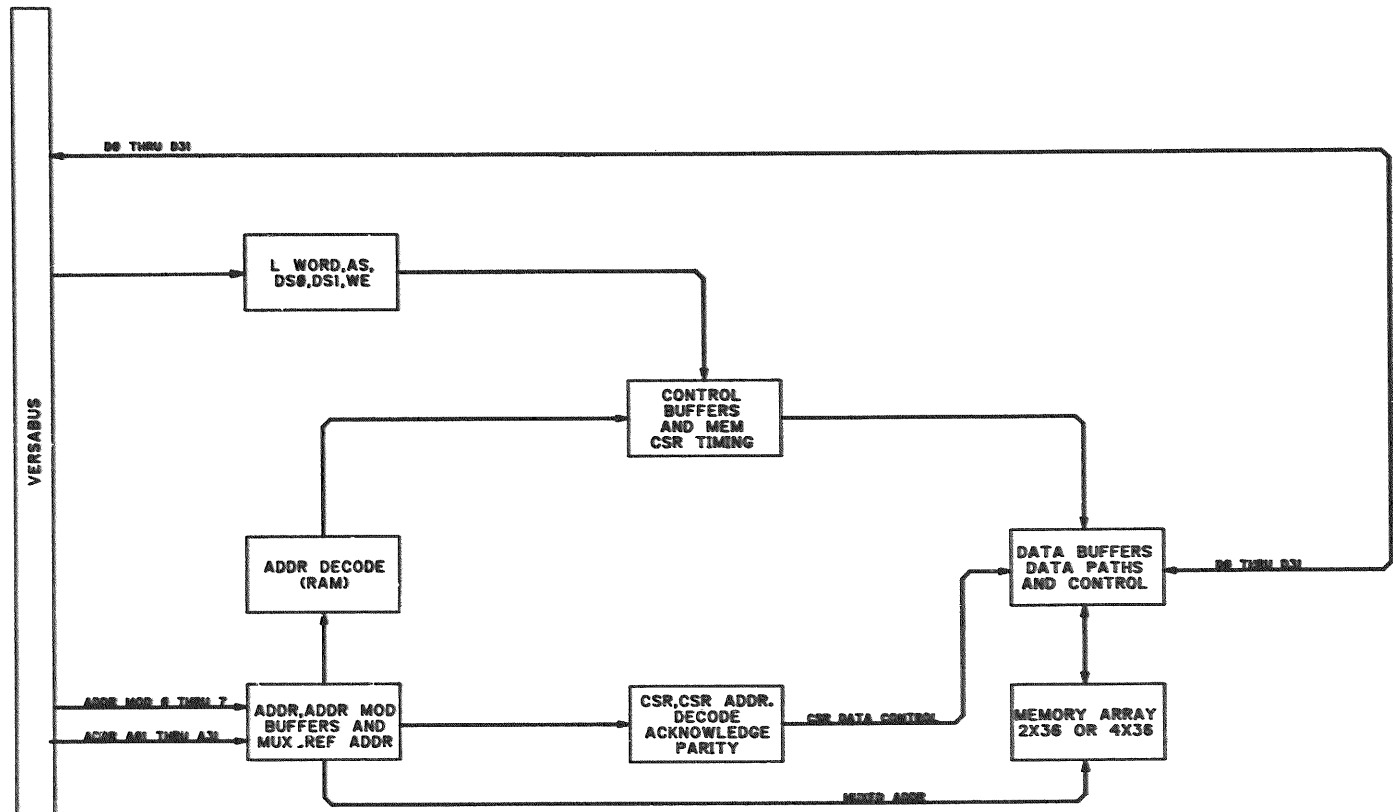 D0 THRU D31
L WORD,AS,
DS0,DS1,WE
VERSABUS
CONTROL
BUFFERS
AND MEM
CSR TIMING
ADDR DECODE
(RAM)
DATA BUFFERS
DATA PATHS
AND CONTROL
D0 THRU D31
ADDR MOD 0 THRU 7
ADDR A01 THRU A31
ADDR,ADDR MOD
BUFFERS AND
MUX.REF ADDR
CSR,CSR ADDR.
DECODE
ACKNOWLEDGE
PARITY
CSR DATA CONTROL
MEMORY ARRAY
2X36 OR 4X36
MUXED ADDR